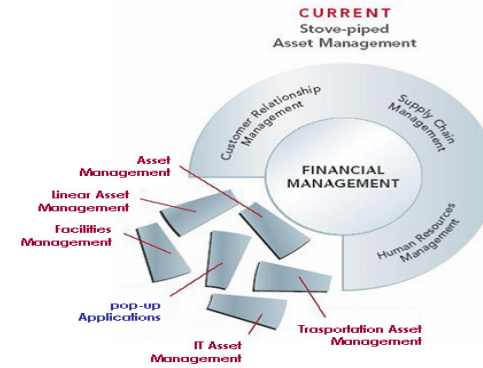 CURRENT
Stove-piped
Asset Management
Customer Relationship
Management
Supply Chain
Management
FINANCIAL
MANAGEMENT
Human Resources
Management
Asset
Management
Linear Asset
Management
Facilities
Management
pop-up
Applications
IT Asset
Management
Trasportation Asset
Management